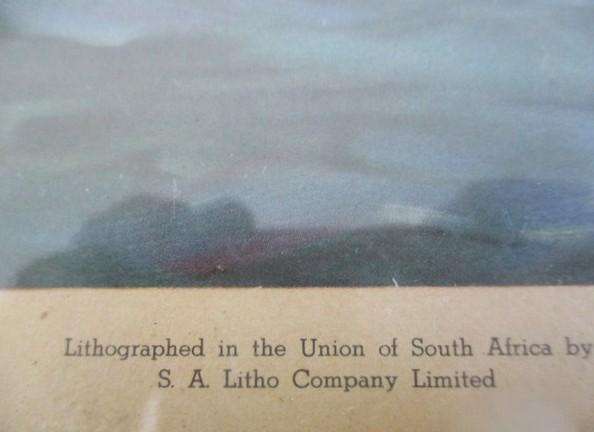 Lithographed in the Union of South Africa by
S. A. Litho Company Limited